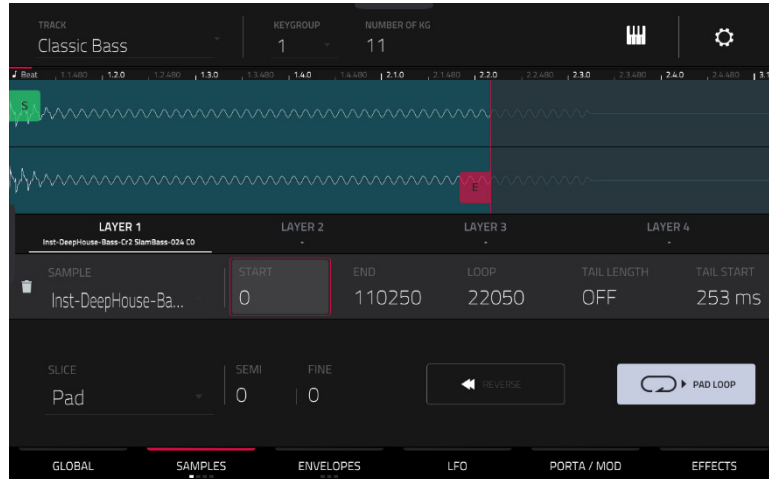 TRACK
Classic Bass
KEYGROUP
1
NUMBER OF KG
11
Beat 1.1.480 1.2.0 1.2.480 1.3.0 1.3.480 1.4.0 1.4.480 2.1.0 2.1.480 2.2.0 2.2.480 2.3.0 2.3.480 2.4.0 2.4.480 3.1
S
E
LAYER 1
Inst-DeepHouse-Bass-Cr2 SlamBass-024 C0
LAYER 2
-
LAYER 3
-
LAYER 4
-
SAMPLE
Inst-DeepHouse-Ba...
START
0
END
110250
LOOP
22050
TAIL LENGTH
OFF
TAIL START
253 ms
SLICE
Pad
SEMI
0
FINE
0
REVERSE
PAD LOOP
GLOBAL SAMPLES ENVELOPES LFO PORTA / MOD EFFECTS